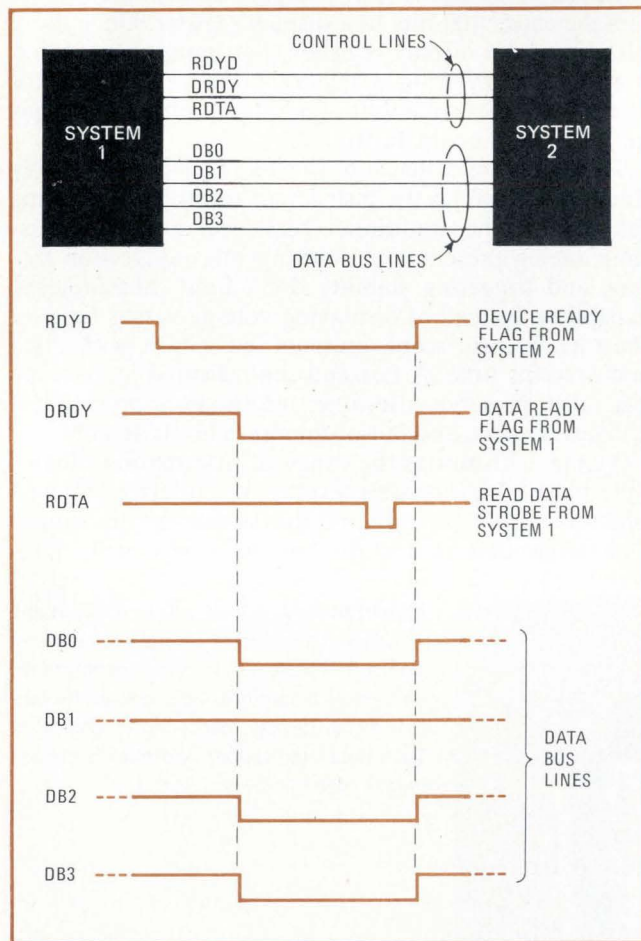 CONTROL LINES
RDYD
DRDY
RDTA
SYSTEM
1
SYSTEM
2
DB0
DB1
DB2
DB3
DATA BUS LINES
RDYD
DEVICE READY
FLAG FROM
SYSTEM 2
DRDY
DATA READY
FLAG FROM
SYSTEM 1
RDTA
READ DATA
STROBE FROM
SYSTEM 1
DB0
DB1
DATA
BUS
LINES
DB2
DB3